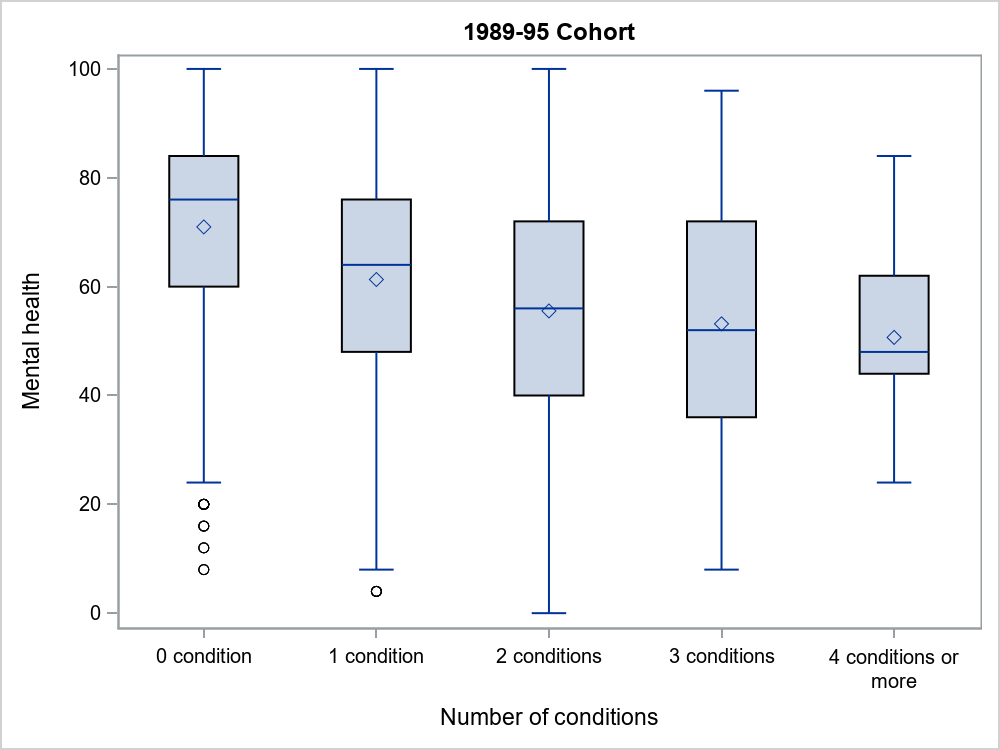 1989-95 Cohort
100
80
60
40
20
0
Mental health
0 condition
1 condition
2 conditions
3 conditions
4 conditions or
more
Number of conditions